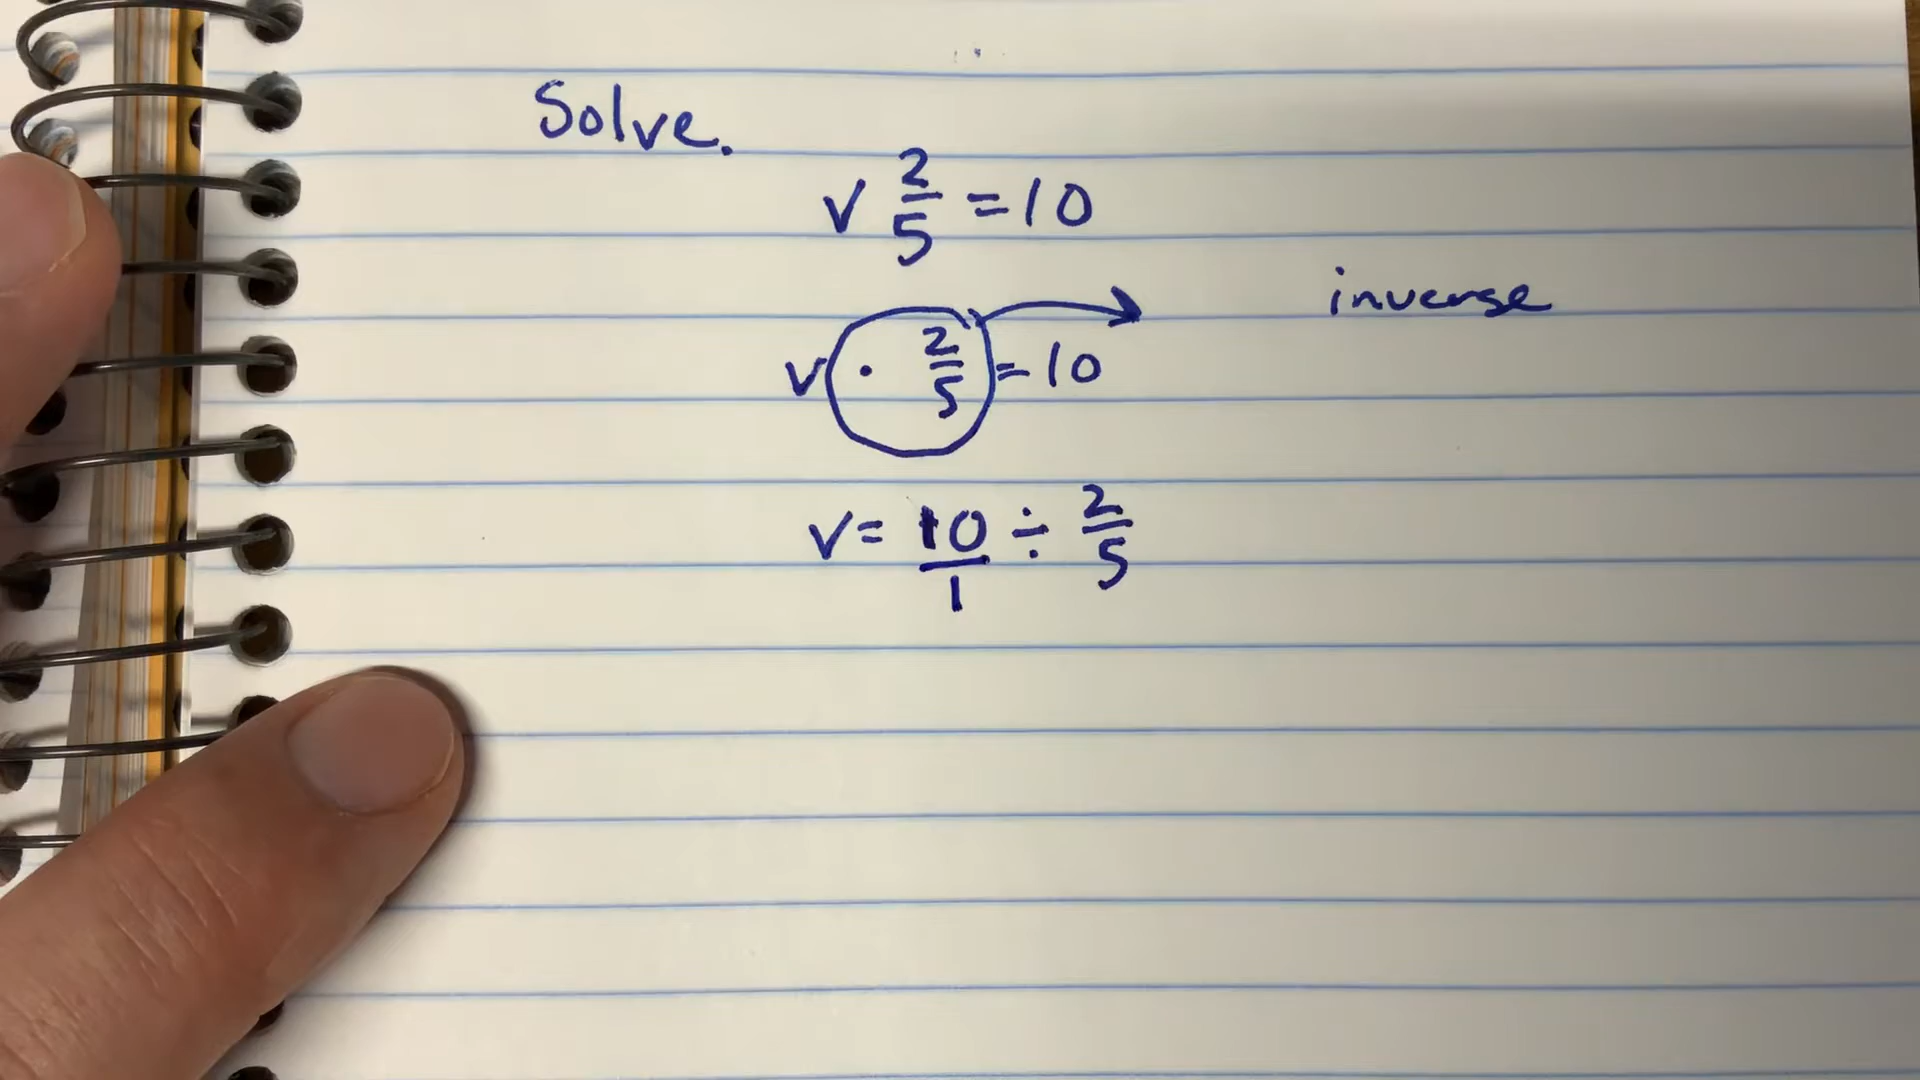 Solve.
v 2/5 = 10
inverse
v · 2/5 = 10
v = 10/1 ÷ 2/5